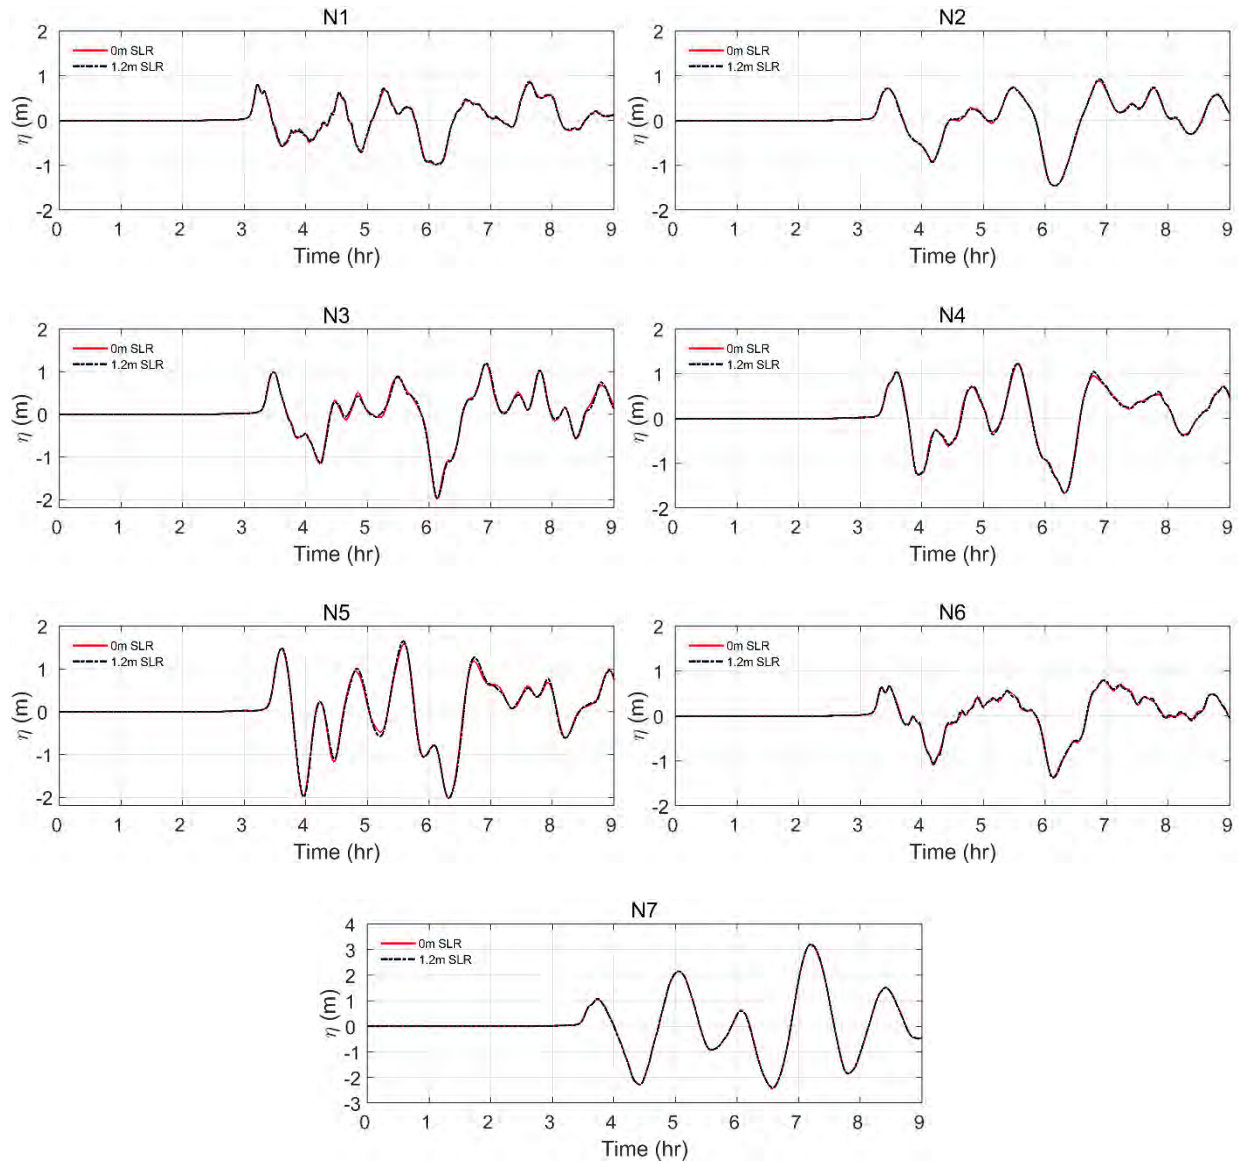 N1
2
1
0
-1
-2
η (m)
0m SLR
1.2m SLR
0 1 2 3 4 5 6 7 8 9
Time (hr)
N2
2
1
0
-1
-2
η (m)
0m SLR
1.2m SLR
0 1 2 3 4 5 6 7 8 9
Time (hr)
N3
2
1
0
-1
-2
η (m)
0m SLR
1.2m SLR
0 1 2 3 4 5 6 7 8 9
Time (hr)
N4
2
1
0
-1
-2
η (m)
0m SLR
1.2m SLR
0 1 2 3 4 5 6 7 8 9
Time (hr)
N5
2
1
0
-1
-2
η (m)
0m SLR
1.2m SLR
0 1 2 3 4 5 6 7 8 9
Time (hr)
N6
2
1
0
-1
-2
η (m)
0m SLR
1.2m SLR
0 1 2 3 4 5 6 7 8 9
Time (hr)
N7
4
3
2
1
0
-1
-2
-3
η (m)
0m SLR
1.2m SLR
0 1 2 3 4 5 6 7 8 9
Time (hr)